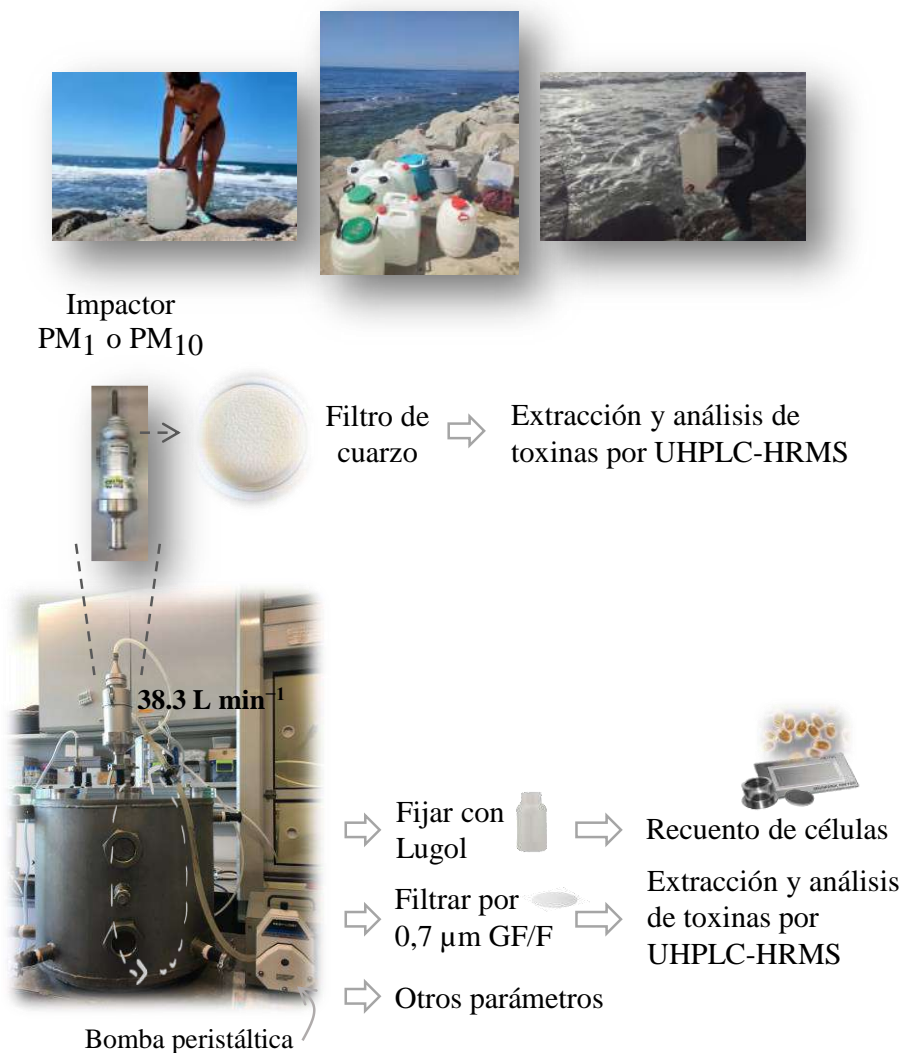 Impactor
PM1 o PM10
Filtro de
cuarzo
Extracción y análisis de
toxinas por UHPLC-HRMS
38.3 L min⁻¹
Fijar con
Lugol
Recuento de células
Filtrar por
0,7 µm GF/F
Extracción y análisis
de toxinas por
UHPLC-HRMS
Otros parámetros
Bomba peristáltica